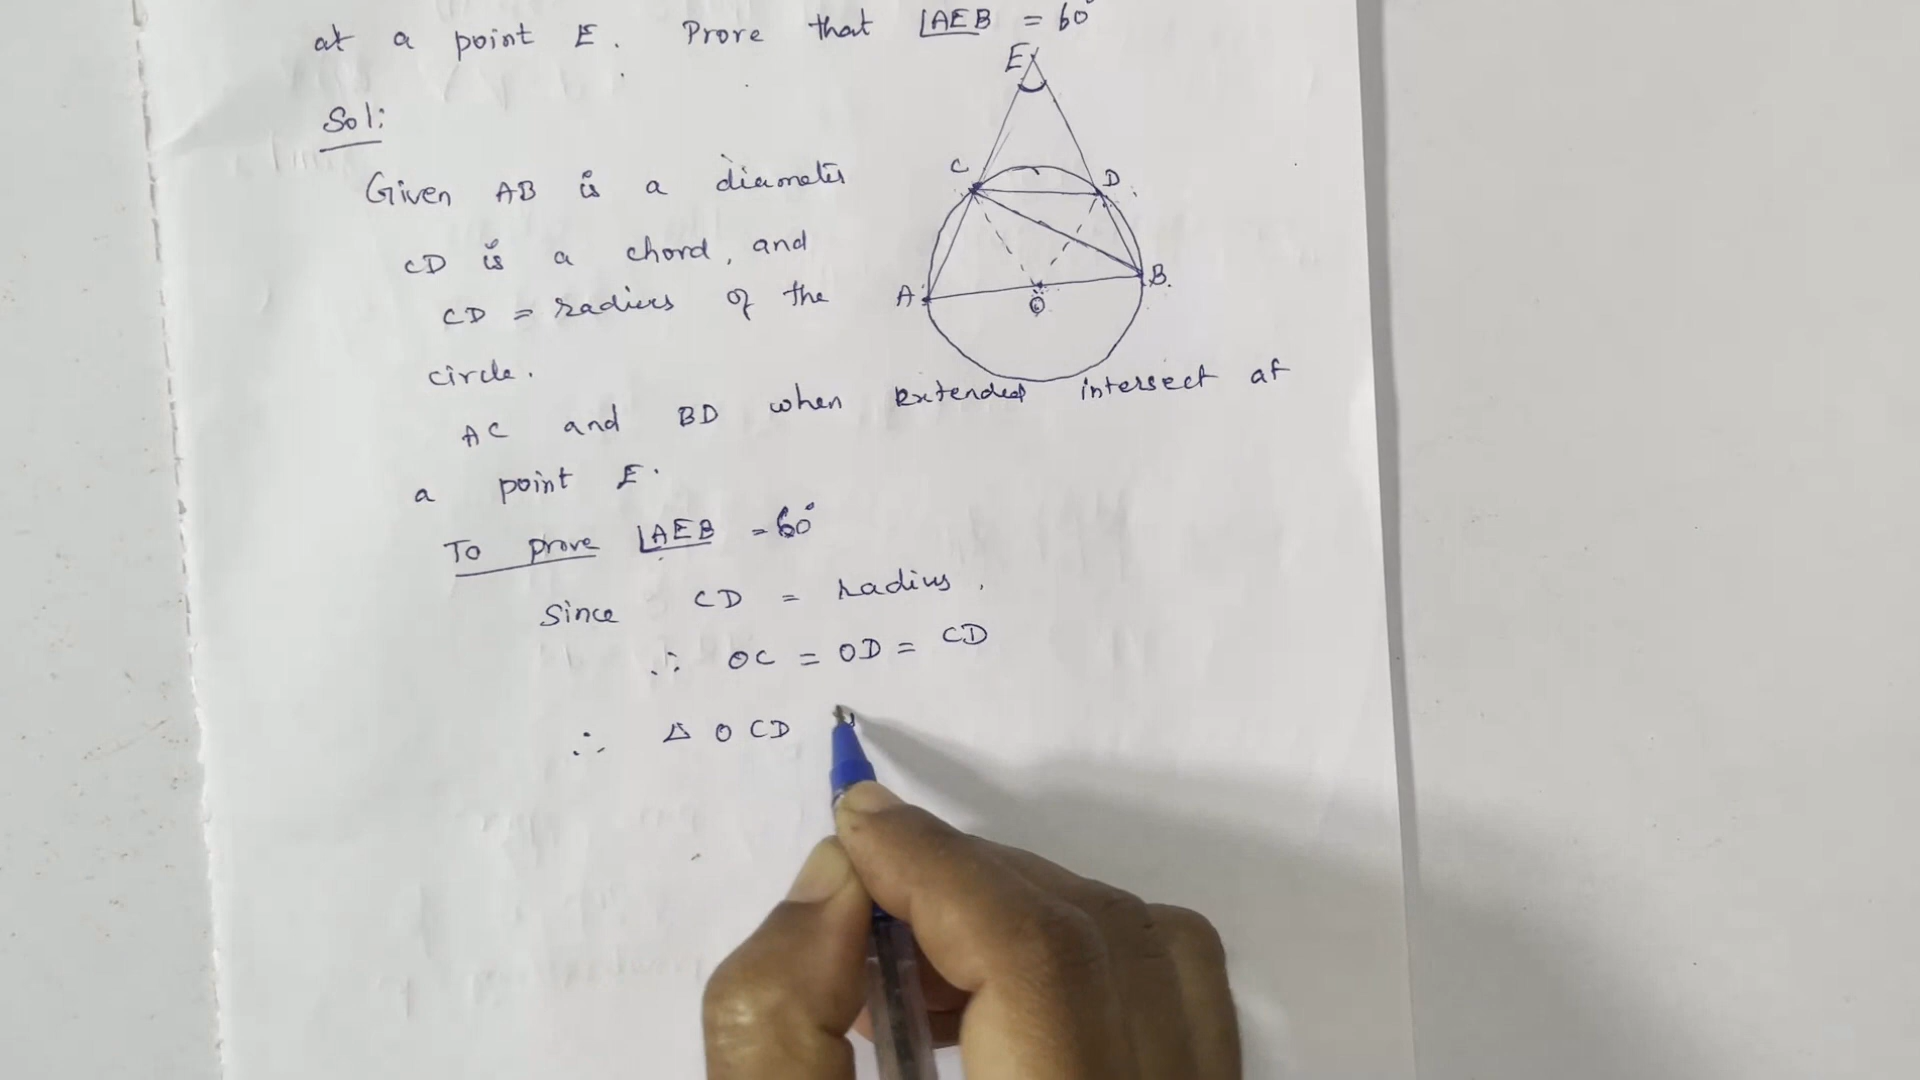 at a point E. Prove that ∠AEB = 60°
Sol:
Given AB is a diameter
CD is a chord, and
CD = radius of the
circle.
AC and BD when extended intersect at
a point E.
To prove ∠AEB = 60°
Since CD = radius,
∴ OC = OD = CD
∴ △ OCD
E
C
D
A
B.
O